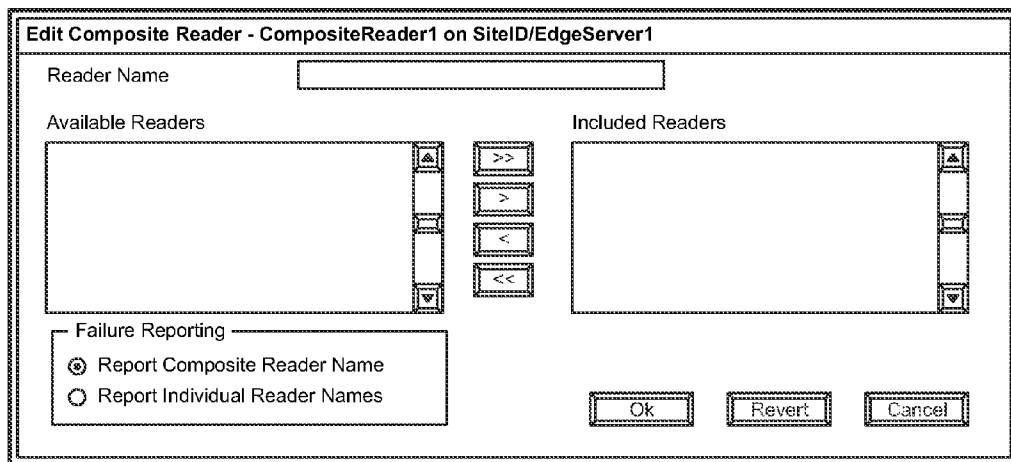 Edit Composite Reader - CompositeReader1 on SiteID/EdgeServer1
Reader Name
Available Readers
Included Readers
>>
>
<
<<
Failure Reporting
Report Composite Reader Name
Report Individual Reader Names
Ok
Revert
Cancel